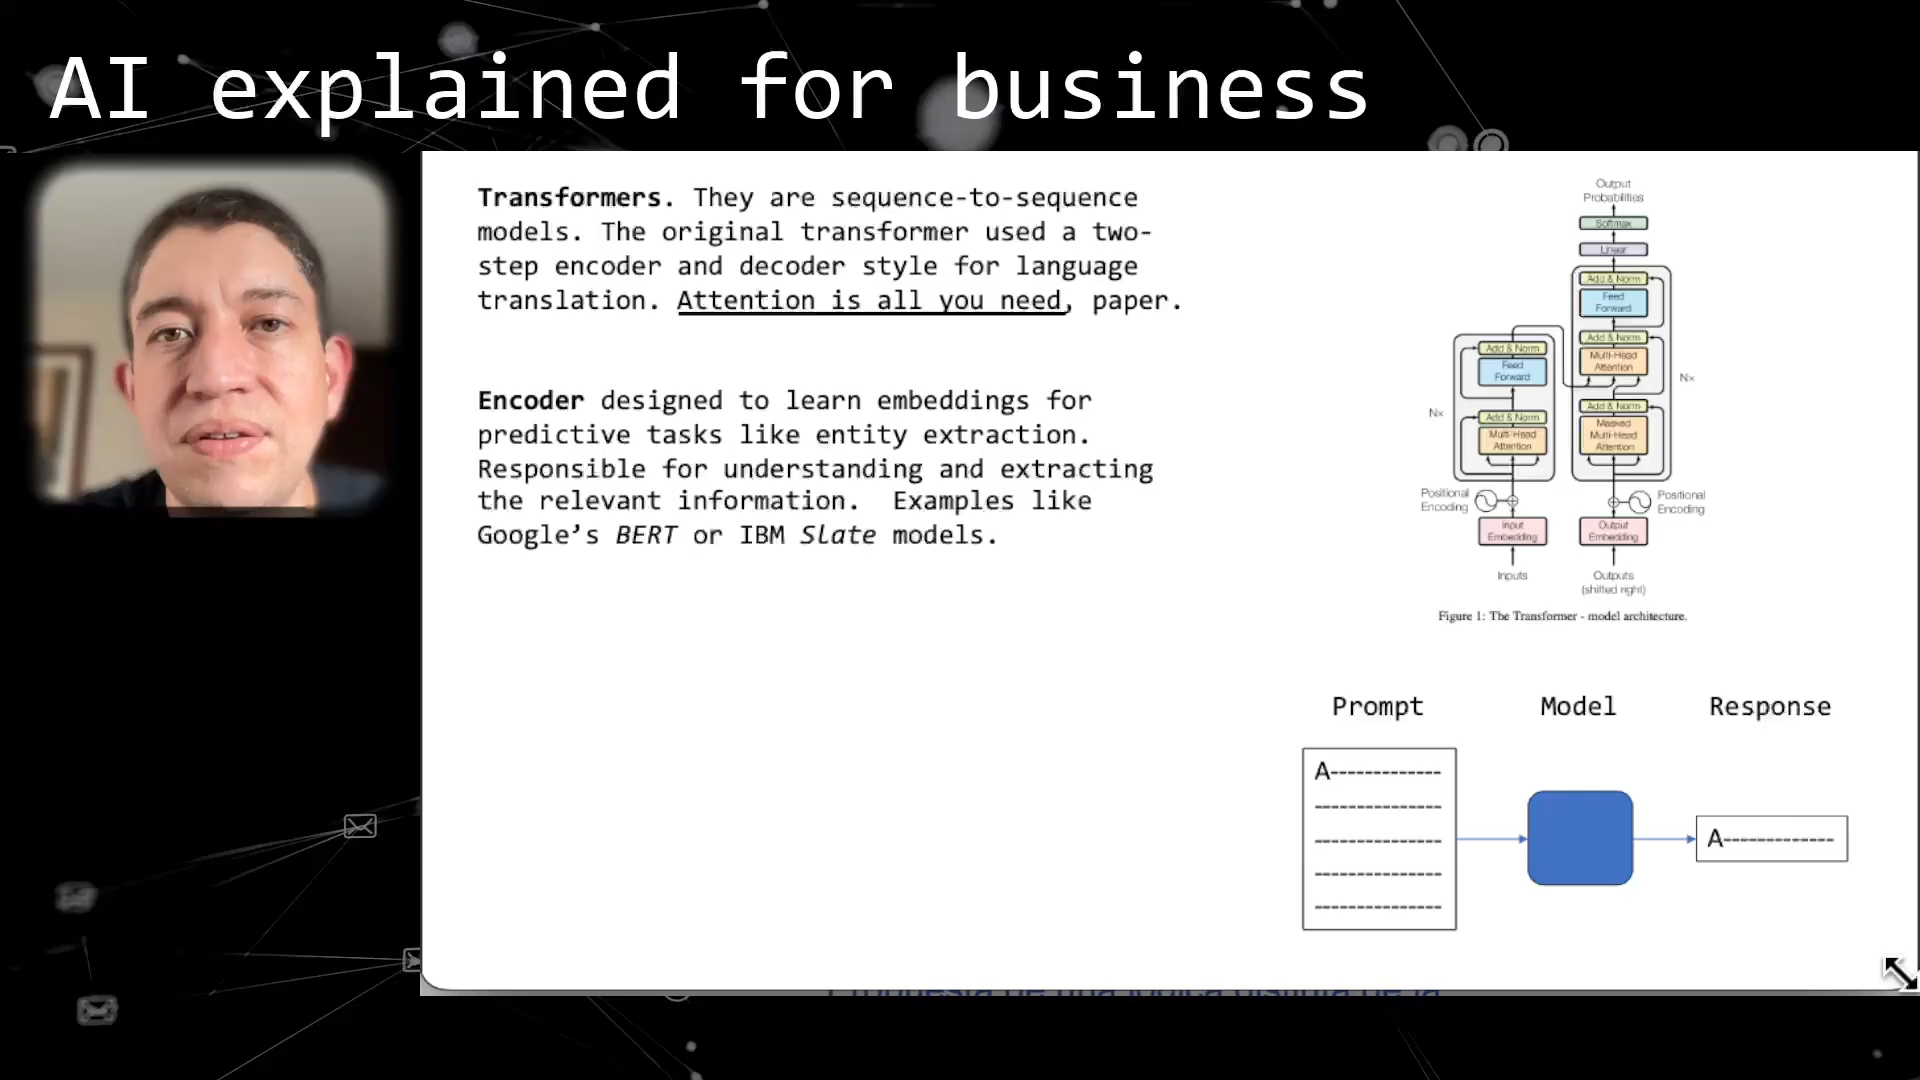 AI explained for business
Transformers. They are sequence-to-sequence
models. The original transformer used a two-
step encoder and decoder style for language
translation. Attention is all you need, paper.
Encoder designed to learn embeddings for
predictive tasks like entity extraction.
Responsible for understanding and extracting
the relevant information. Examples like
Google's BERT or IBM Slate models.
Output
Probabilities
Softmax
Linear
Add & Norm
Feed
Forward
Add & Norm
Multi-Head
Attention
Nx
Add & Norm
Masked
Multi-Head
Attention
Add & Norm
Feed
Forward
Nx
Add & Norm
Multi-Head
Attention
Positional
Encoding
Positional
Encoding
Input
Embedding
Output
Embedding
Inputs
Outputs
(shifted right)
Figure 1: The Transformer - model architecture.
Prompt Model Response
A-------------
---------------
---------------
---------------
---------------
A-------------